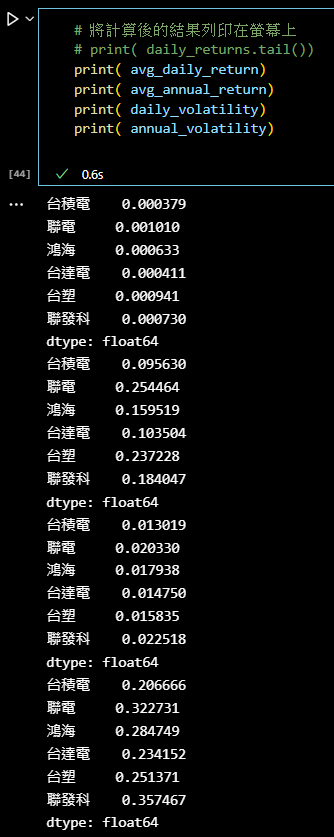 # 將計算後的結果列印在螢幕上
# print( daily_returns.tail())
print( avg_daily_return)
print( avg_annual_return)
print( daily_volatility)
print( annual_volatility)
[44] ✓ 0.6s
... 台積電 0.000379
聯電 0.001010
鴻海 0.000633
台達電 0.000411
台塑 0.000941
聯發科 0.000730
dtype: float64
台積電 0.095630
聯電 0.254464
鴻海 0.159519
台達電 0.103504
台塑 0.237228
聯發科 0.184047
dtype: float64
台積電 0.013019
聯電 0.020330
鴻海 0.017938
台達電 0.014750
台塑 0.015835
聯發科 0.022518
dtype: float64
台積電 0.206666
聯電 0.322731
鴻海 0.284749
台達電 0.234152
台塑 0.251371
聯發科 0.357467
dtype: float64